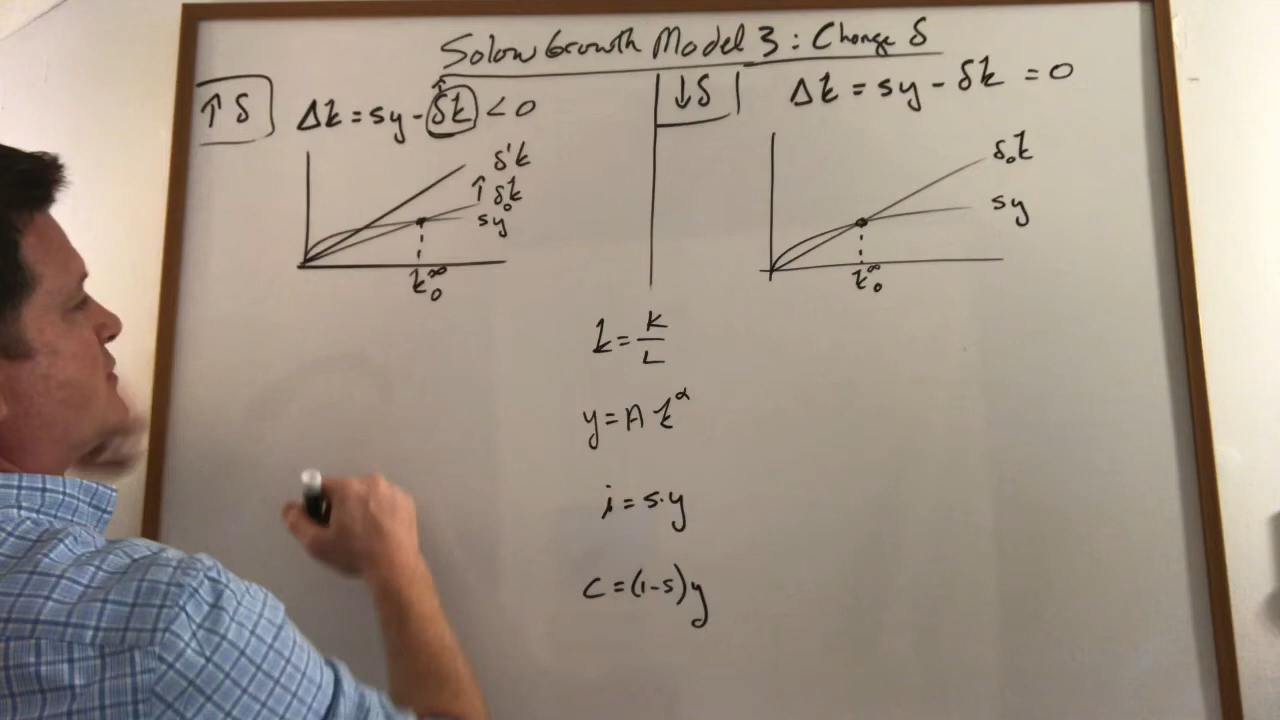 Solow Growth Model 3: Change δ
↑ δ
Δk = sy - δk < 0
↑
δ'k
↑ δ₀k
sy
k₀*
↓δ
Δk = sy - δk = 0
δ₀k
sy
k₀*
k = K/L
y = A k^α
i = s·y
c = (1-s)y